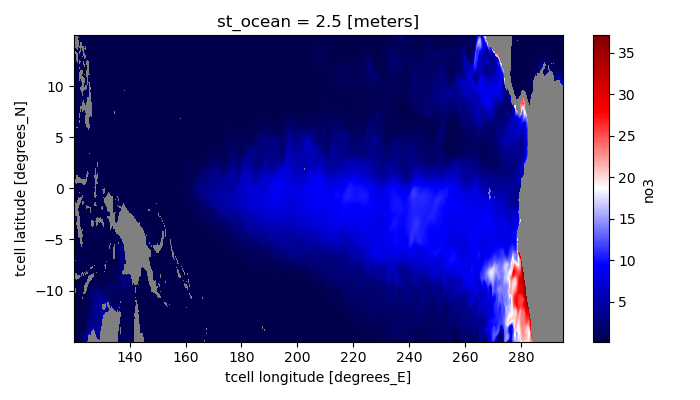 st_ocean = 2.5 [meters]
10
5
0
−5
−10
tcell latitude [degrees_N]
140 160 180 200 220 240 260 280
tcell longitude [degrees_E]
35
30
25
20
15
10
5
no3